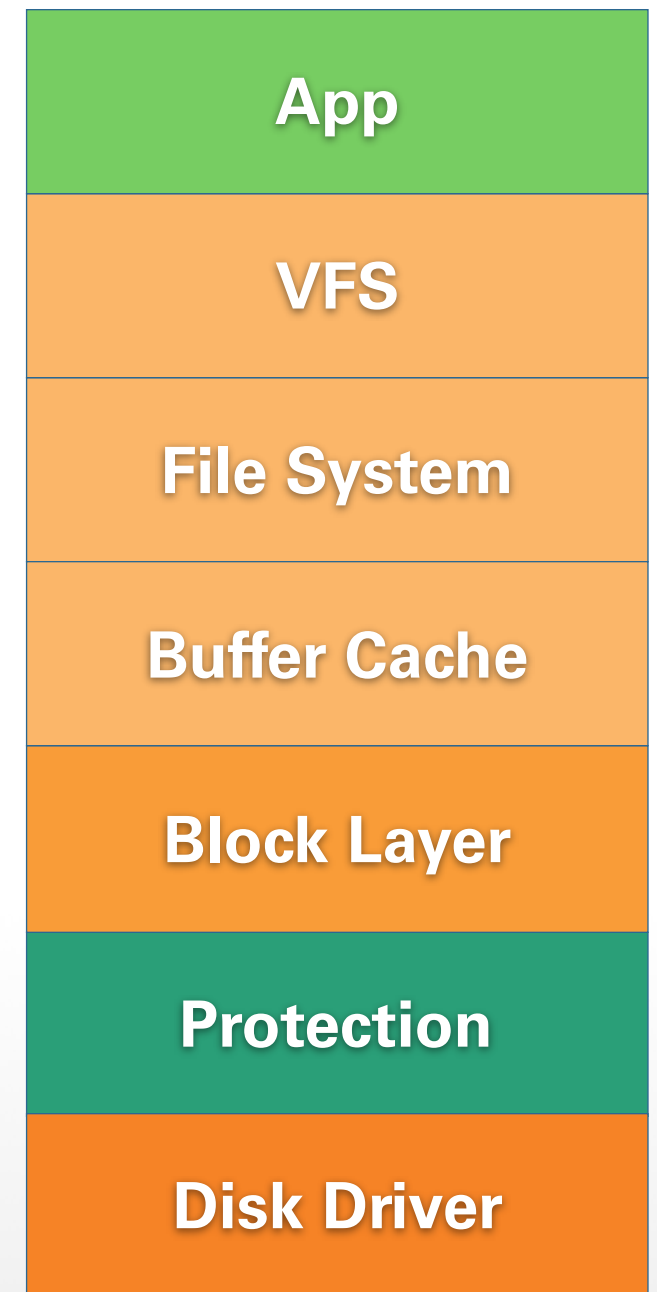 App
VFS
File System
Buffer Cache
Block Layer
Protection
Disk Driver